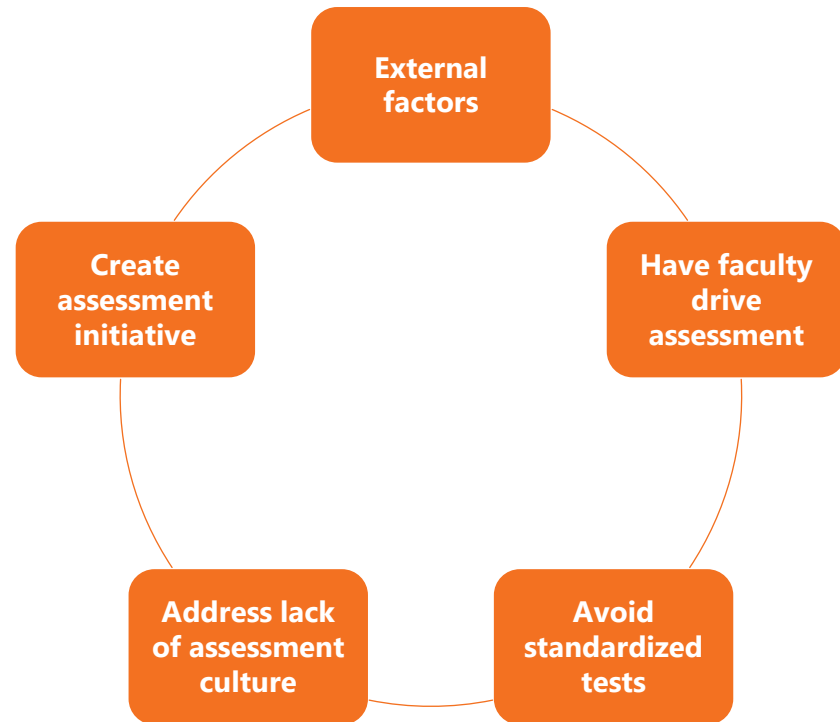 External
factors
Have faculty
drive
assessment
Avoid
standardized
tests
Address lack
of assessment
culture
Create
assessment
initiative